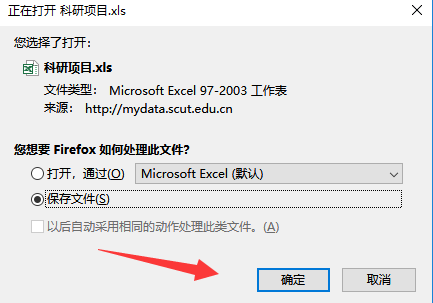 正在打开 科研项目.xls
您选择了打开：
科研项目.xls
文件类型： Microsoft Excel 97-2003 工作表
来源： http://mydata.scut.edu.cn
您想要 Firefox 如何处理此文件？
打开，通过(O) Microsoft Excel (默认)
保存文件(S)
以后自动采用相同的动作处理此类文件。(A)
确定 取消